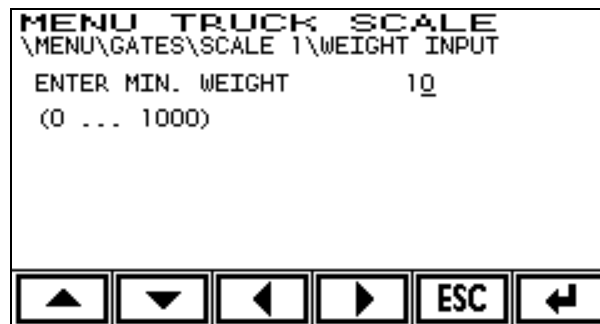 MENU TRUCK SCALE
\MENU\GATES\SCALE 1\WEIGHT INPUT
ENTER MIN. WEIGHT 10
(0 ... 1000)
ESC